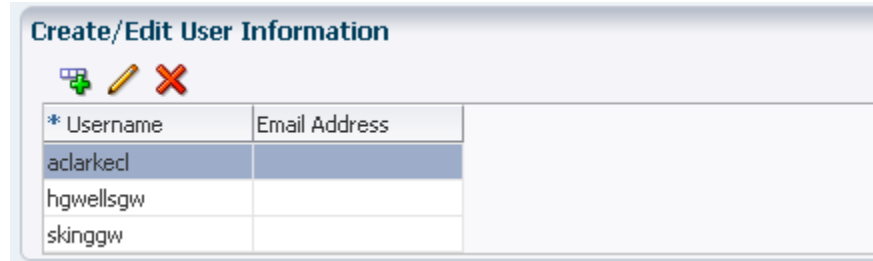 Create/Edit User Information
* Username Email Address
aclarkecl
hgwellsgw
skinggw